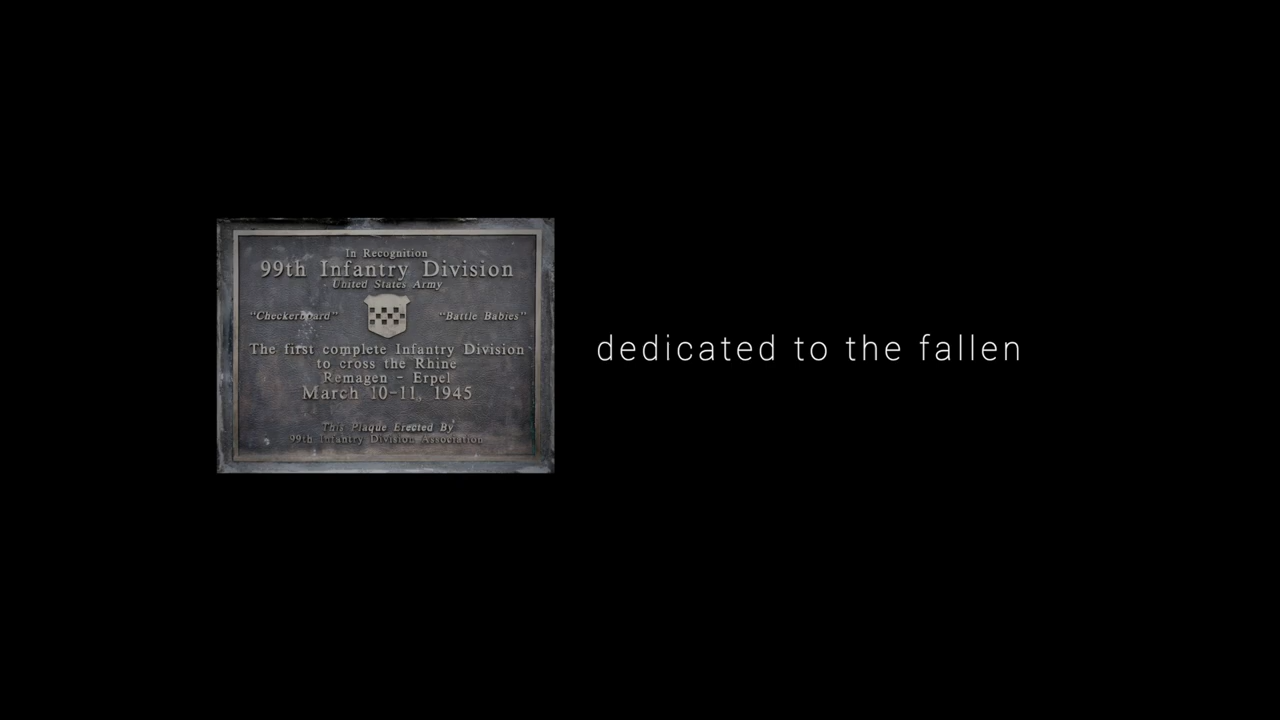 In Recognition
99th Infantry Division
United States Army
"Checkerboard" "Battle Babies"
The first complete Infantry Division
to cross the Rhine
Remagen - Erpel
March 10-11, 1945
This Plaque Erected By
99th Infantry Division Association
dedicated to the fallen